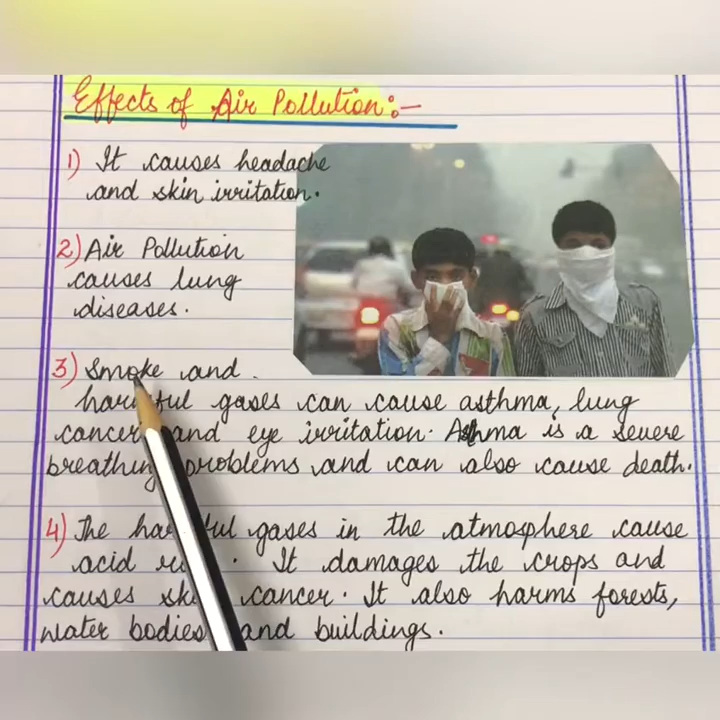 Effects of Air Pollution:-
1) It causes headache
and skin irritation.
2) Air Pollution
causes lung
diseases.
3) Smoke and
harmful gases can cause asthma, lung
cancer and eye irritation. Asthma is a severe
breathing problems and can also cause death.
4) The harmful gases in the atmosphere cause
acid . It damages the crops and
causes skin cancer. It also harms forests,
water bodies and buildings.